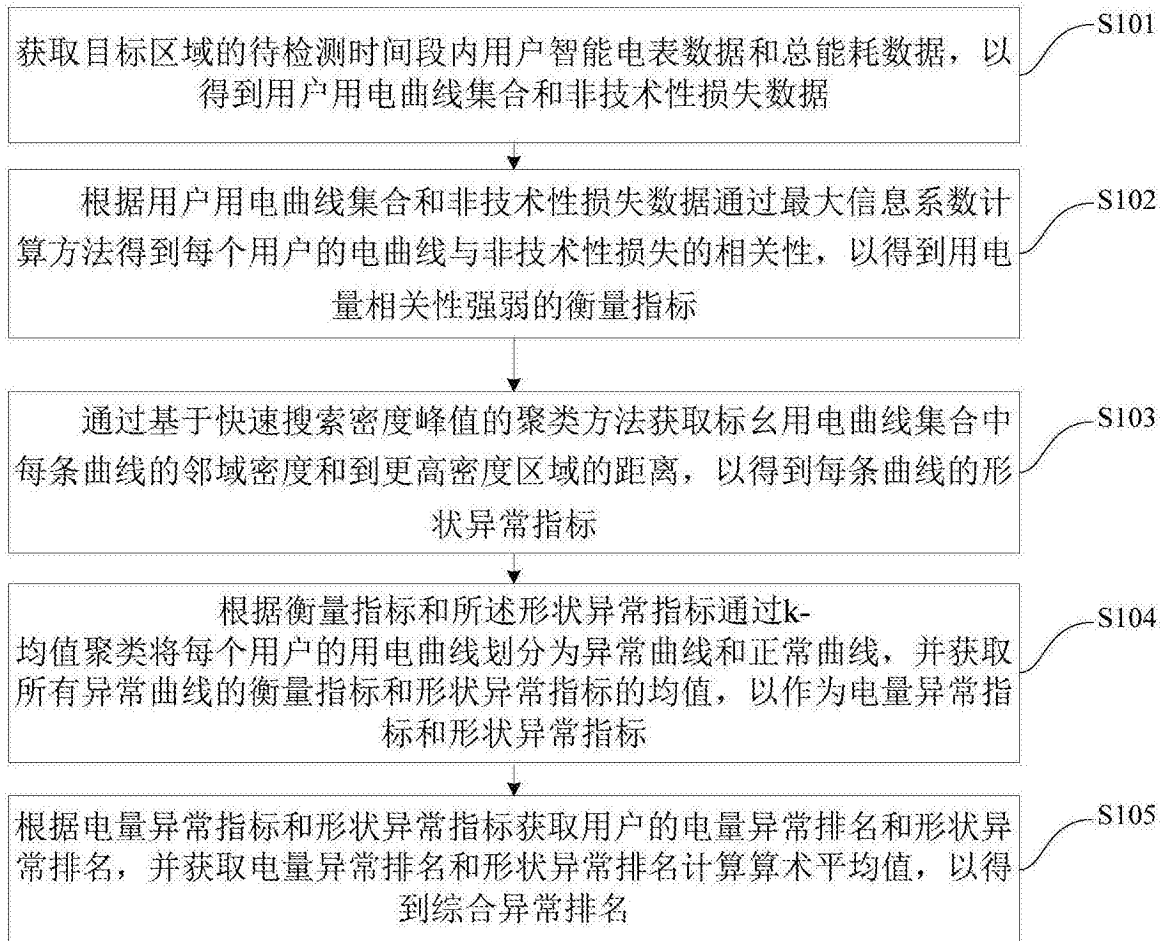 获取目标区域的待检测时间段内用户智能电表数据和总能耗数据，以
得到用户用电曲线集合和非技术性损失数据
S101
根据用户用电曲线集合和非技术性损失数据通过最大信息系数计
算方法得到每个用户的电曲线与非技术性损失的相关性，以得到用电
量相关性强弱的衡量指标
S102
通过基于快速搜索密度峰值的聚类方法获取标幺用电曲线集合中
每条曲线的邻域密度和到更高密度区域的距离，以得到每条曲线的形
状异常指标
S103
根据衡量指标和所述形状异常指标通过k-
均值聚类将每个用户的用电曲线划分为异常曲线和正常曲线，并获取
所有异常曲线的衡量指标和形状异常指标的均值，以作为电量异常指
标和形状异常指标
S104
根据电量异常指标和形状异常指标获取用户的电量异常排名和形状异
常排名，并获取电量异常排名和形状异常排名计算算术平均值，以得
到综合异常排名
S105